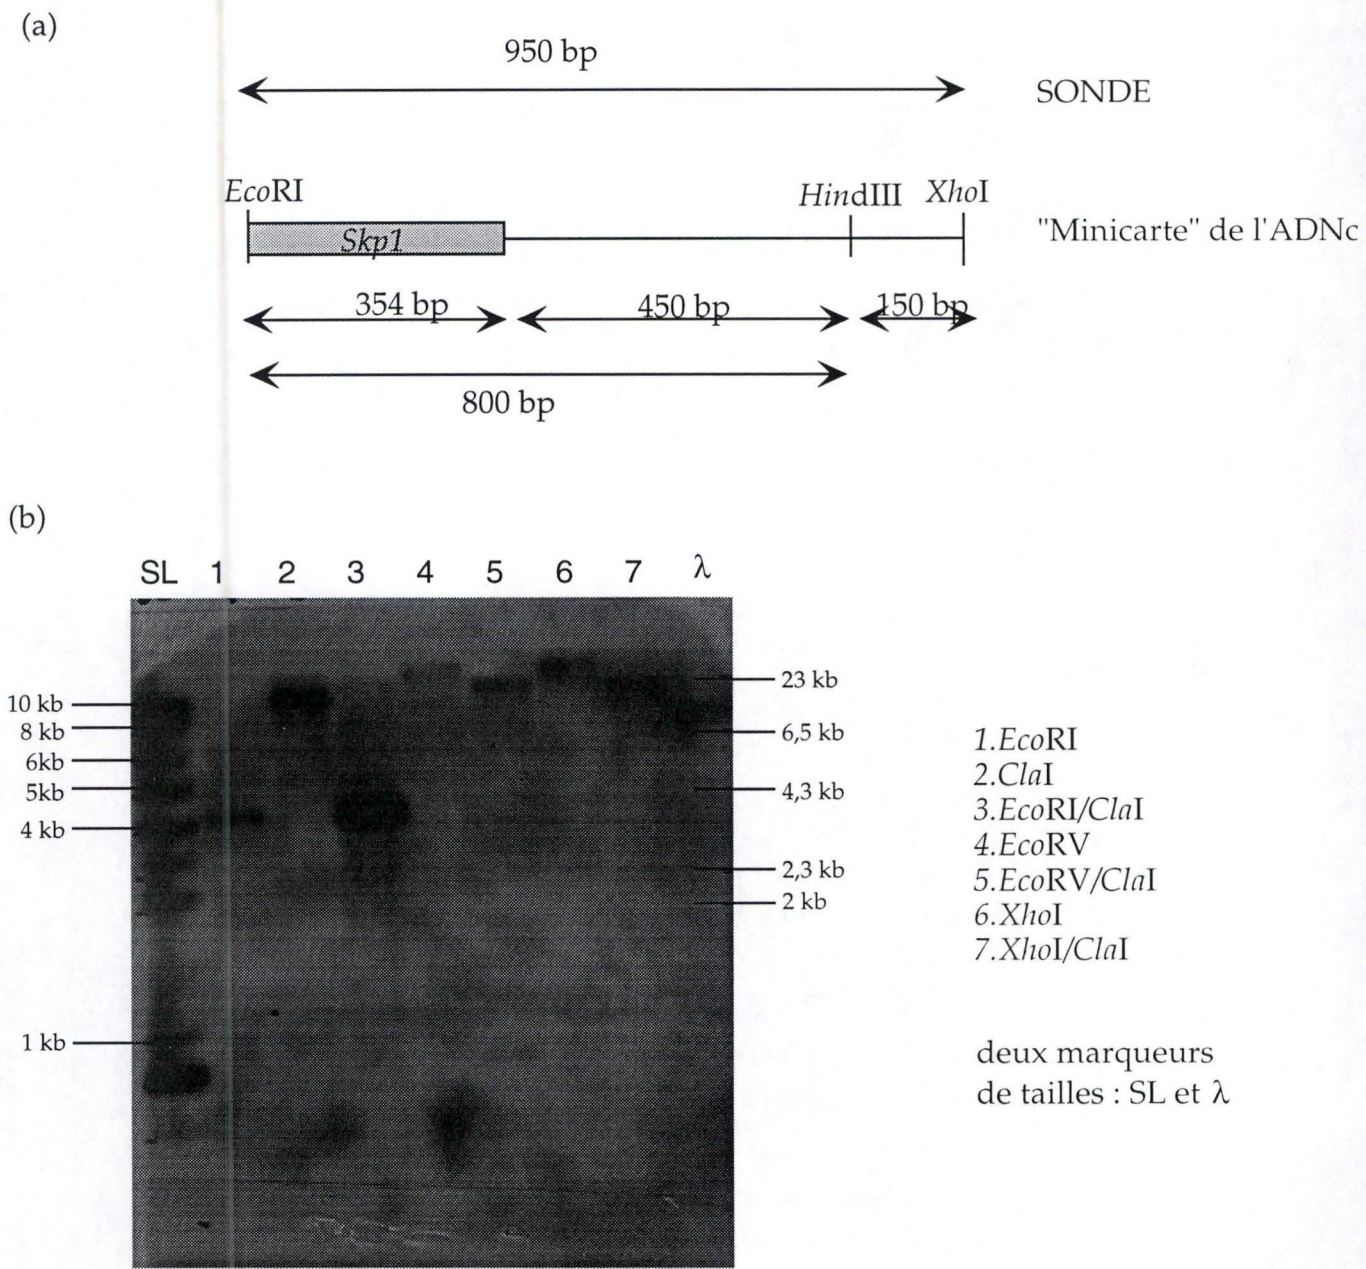 (a)
950 bp
SONDE
EcoRI
HindIII
XhoI
Skp1
"Minicarte" de l'ADNc
354 bp
450 bp
150 bp
800 bp
(b)
SL 1 2 3 4 5 6 7 λ
10 kb
8 kb
6kb
5kb
4 kb
1 kb
23 kb
6,5 kb
4,3 kb
2,3 kb
2 kb
1.EcoRI
2.ClaI
3.EcoRI/ClaI
4.EcoRV
5.EcoRV/ClaI
6.XhoI
7.XhoI/ClaI
deux marqueurs
de tailles : SL et λ